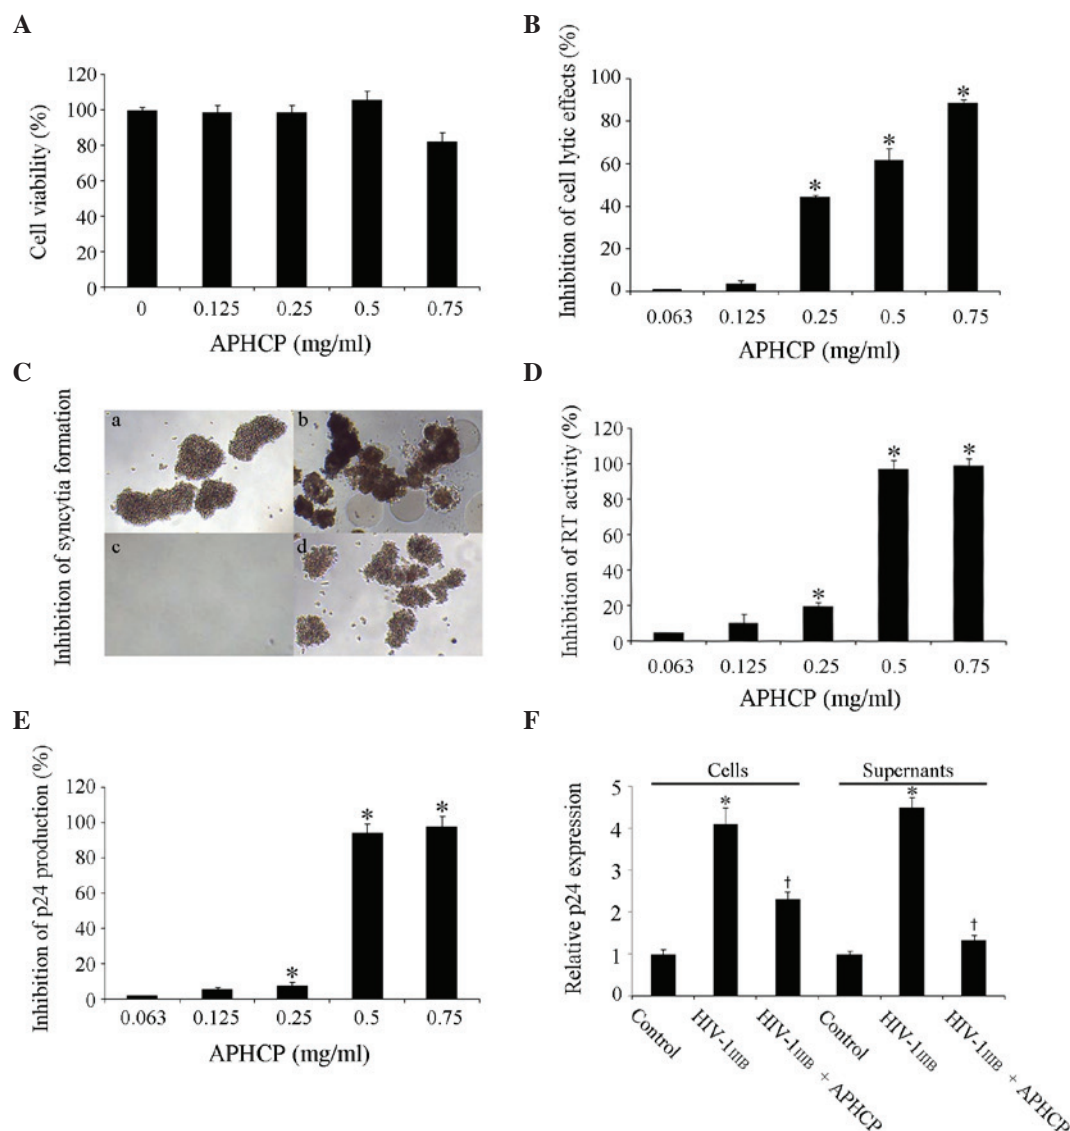 A
Cell viability (%)
120
100
80
60
40
20
0
0 0.125 0.25 0.5 0.75
APHCP (mg/ml)
B
Inhibition of cell lytic effects (%)
100
80
60
40
20
0
* * *
0.063 0.125 0.25 0.5 0.75
APHCP (mg/ml)
C
Inhibition of syncytia formation
a b
c d
D
Inhibition of RT activity (%)
120
100
80
60
40
20
0
* * *
0.063 0.125 0.25 0.5 0.75
APHCP (mg/ml)
E
Inhibition of p24 production (%)
120
100
80
60
40
20
0
* * *
0.063 0.125 0.25 0.5 0.75
APHCP (mg/ml)
F
Cells Supernants
Relative p24 expression
5
4
3
2
1
0
* † * †
Control
HIV-1IIIB
HIV-1IIIB + APHCP
Control
HIV-1IIIB
HIV-1IIIB + APHCP